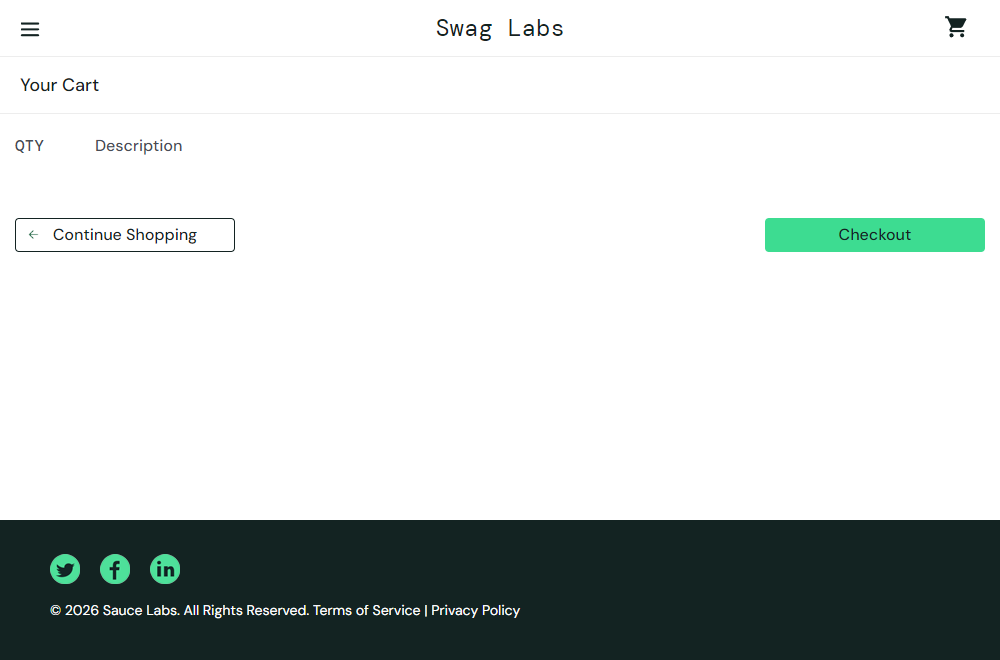 Swag Labs
Your Cart
QTY Description
Continue Shopping Checkout
© 2026 Sauce Labs. All Rights Reserved. Terms of Service | Privacy Policy